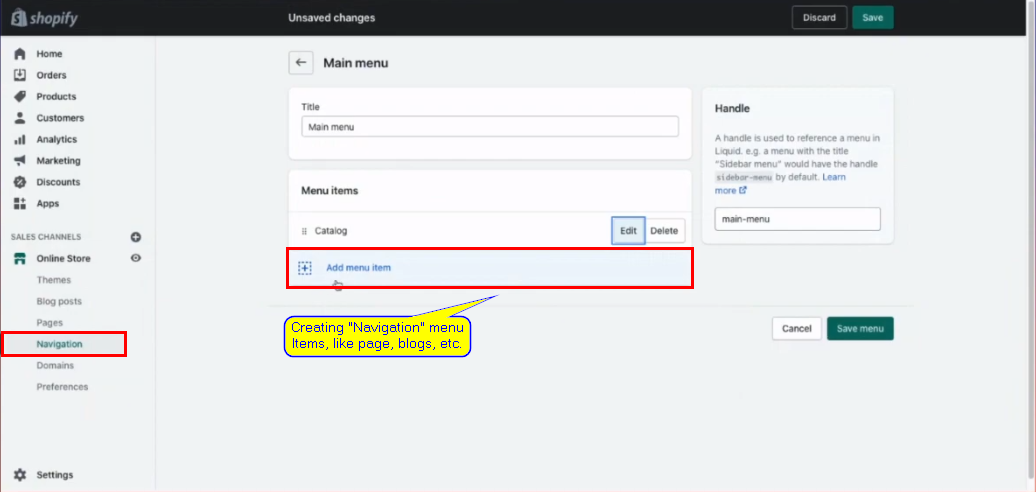 shopify
Unsaved changes
Discard
Save
Home
Orders
Products
Customers
Analytics
Marketing
Discounts
Apps
SALES CHANNELS
Online Store
Themes
Blog posts
Pages
Navigation
Domains
Preferences
Settings
Main menu
Title
Main menu
Menu items
Catalog
Edit
Delete
Add menu item
Creating "Navigation" menu
Items, like page, blogs, etc.
Handle
A handle is used to reference a menu in
Liquid. e.g. a menu with the title
"Sidebar menu" would have the handle
sidebar-menu by default. Learn
more
main-menu
Cancel
Save menu